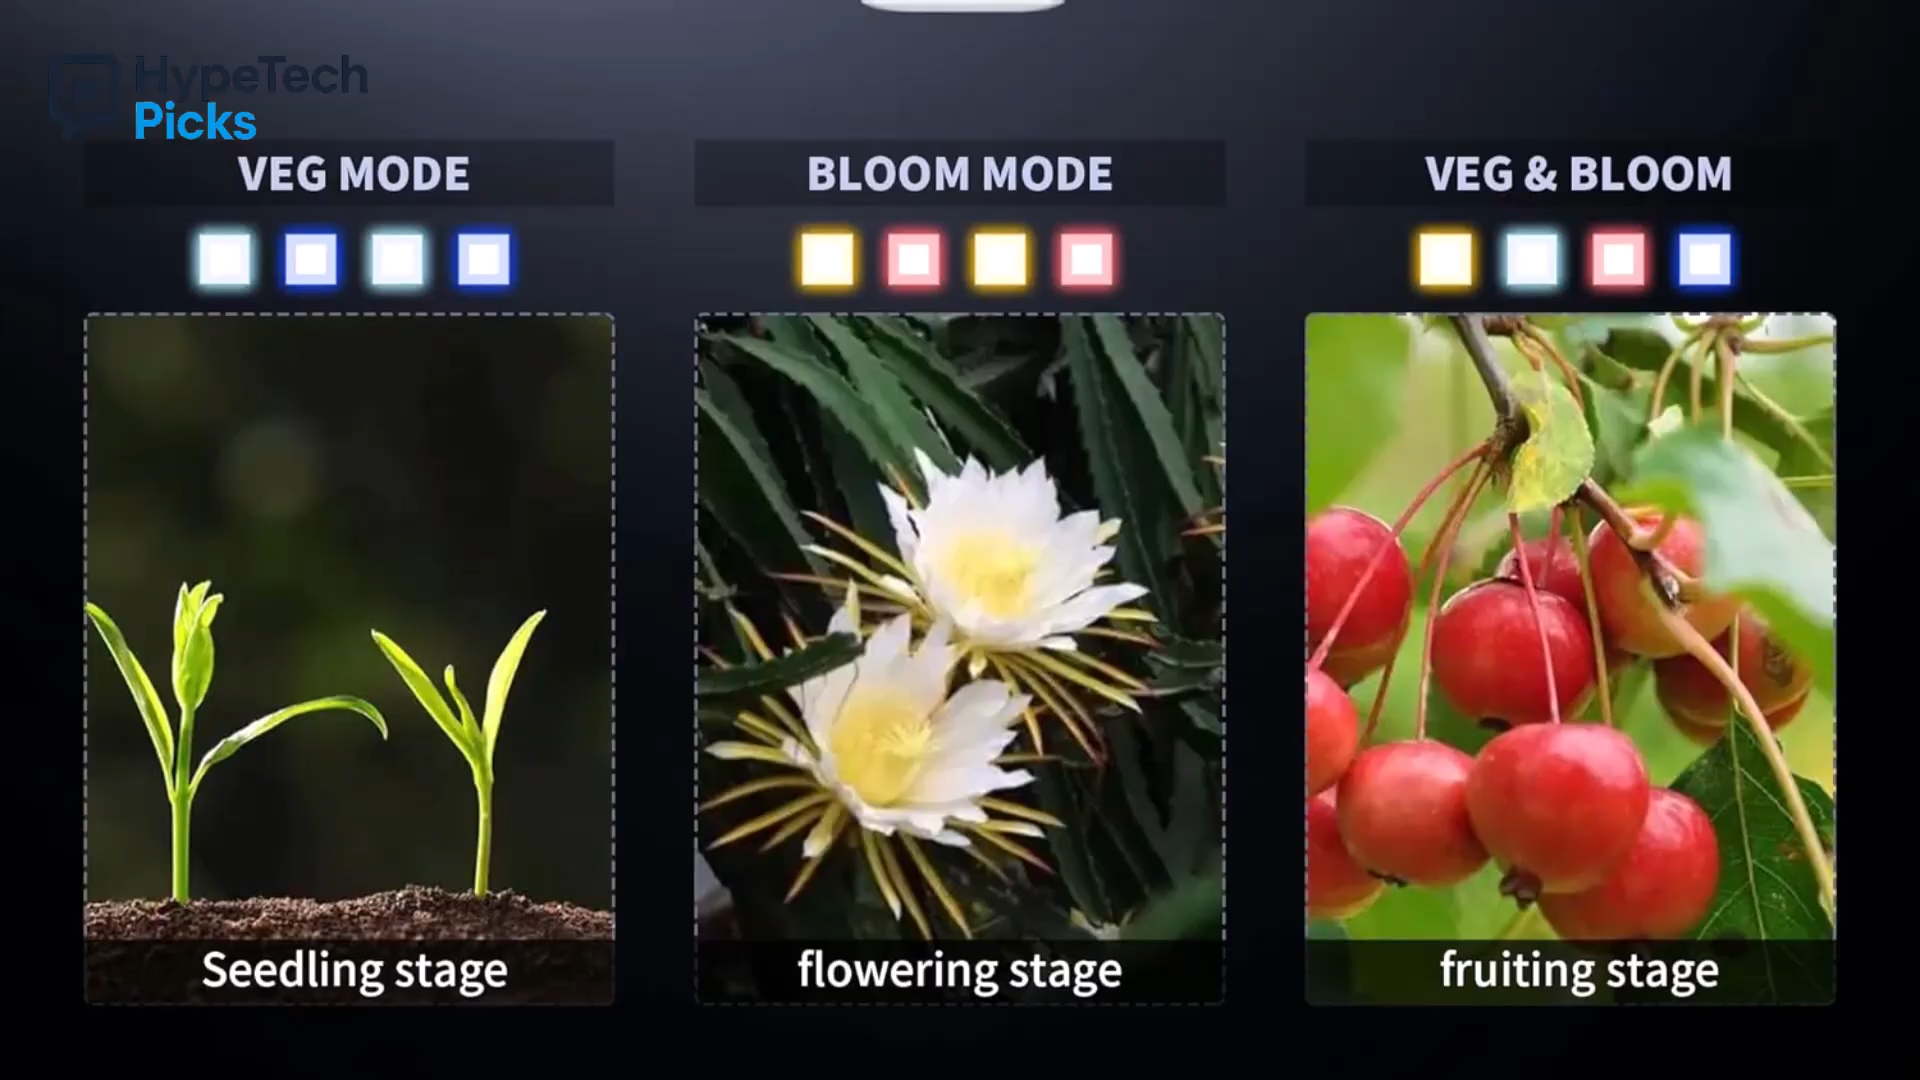 HypeTech
Picks
VEG MODE
BLOOM MODE
VEG & BLOOM
Seedling stage
flowering stage
fruiting stage